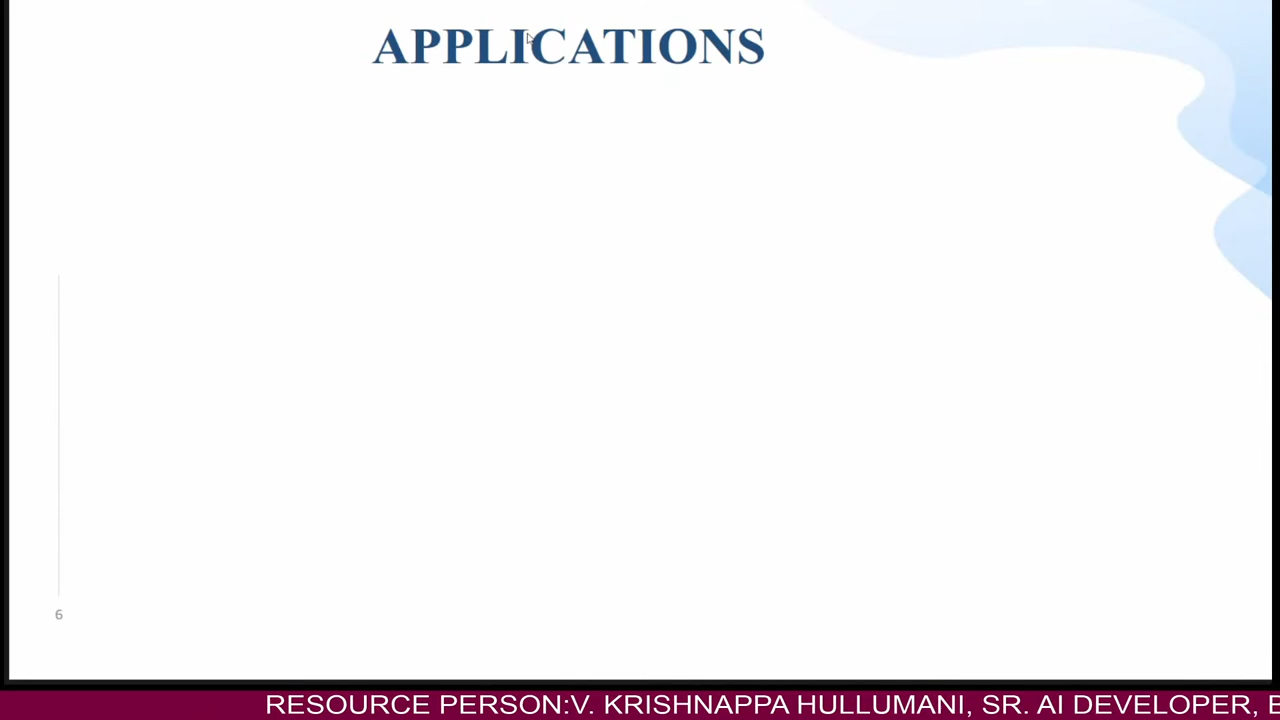 APPLICATIONS
6
RESOURCE PERSON:V. KRISHNAPPA HULLUMANI, SR. AI DEVELOPER,